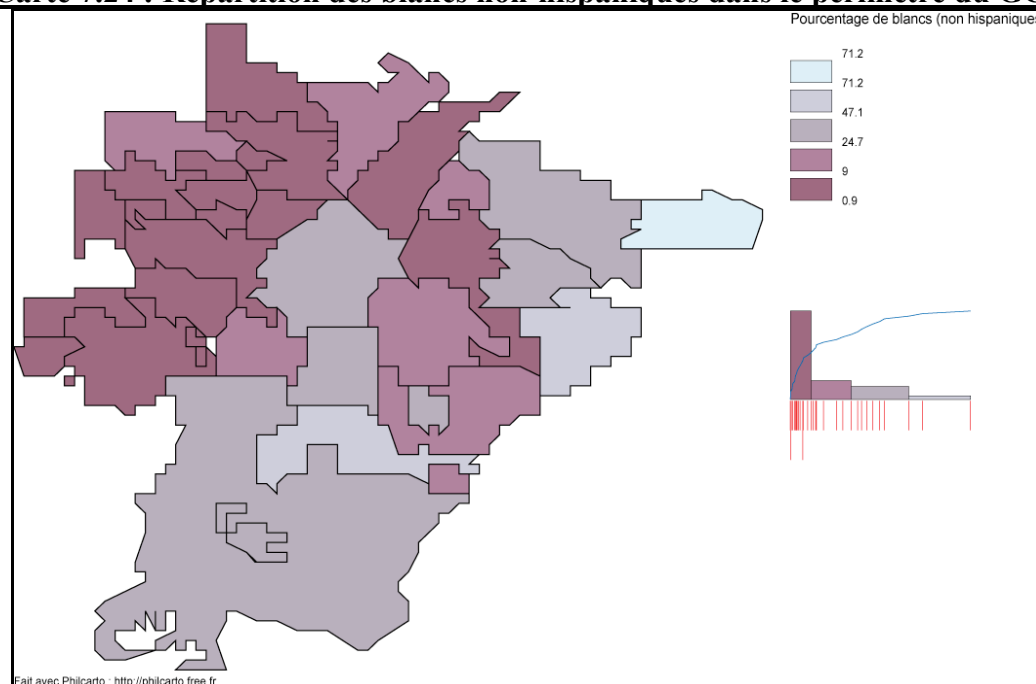 Carte 7.24 : Répartition des blancs non-hispaniques dans le périmètre du
Pourcentage de blancs (non hispaniques
71.2
71.2
47.1
24.7
9
0.9
Fait avec Philcarto : http://philcarto.free.fr